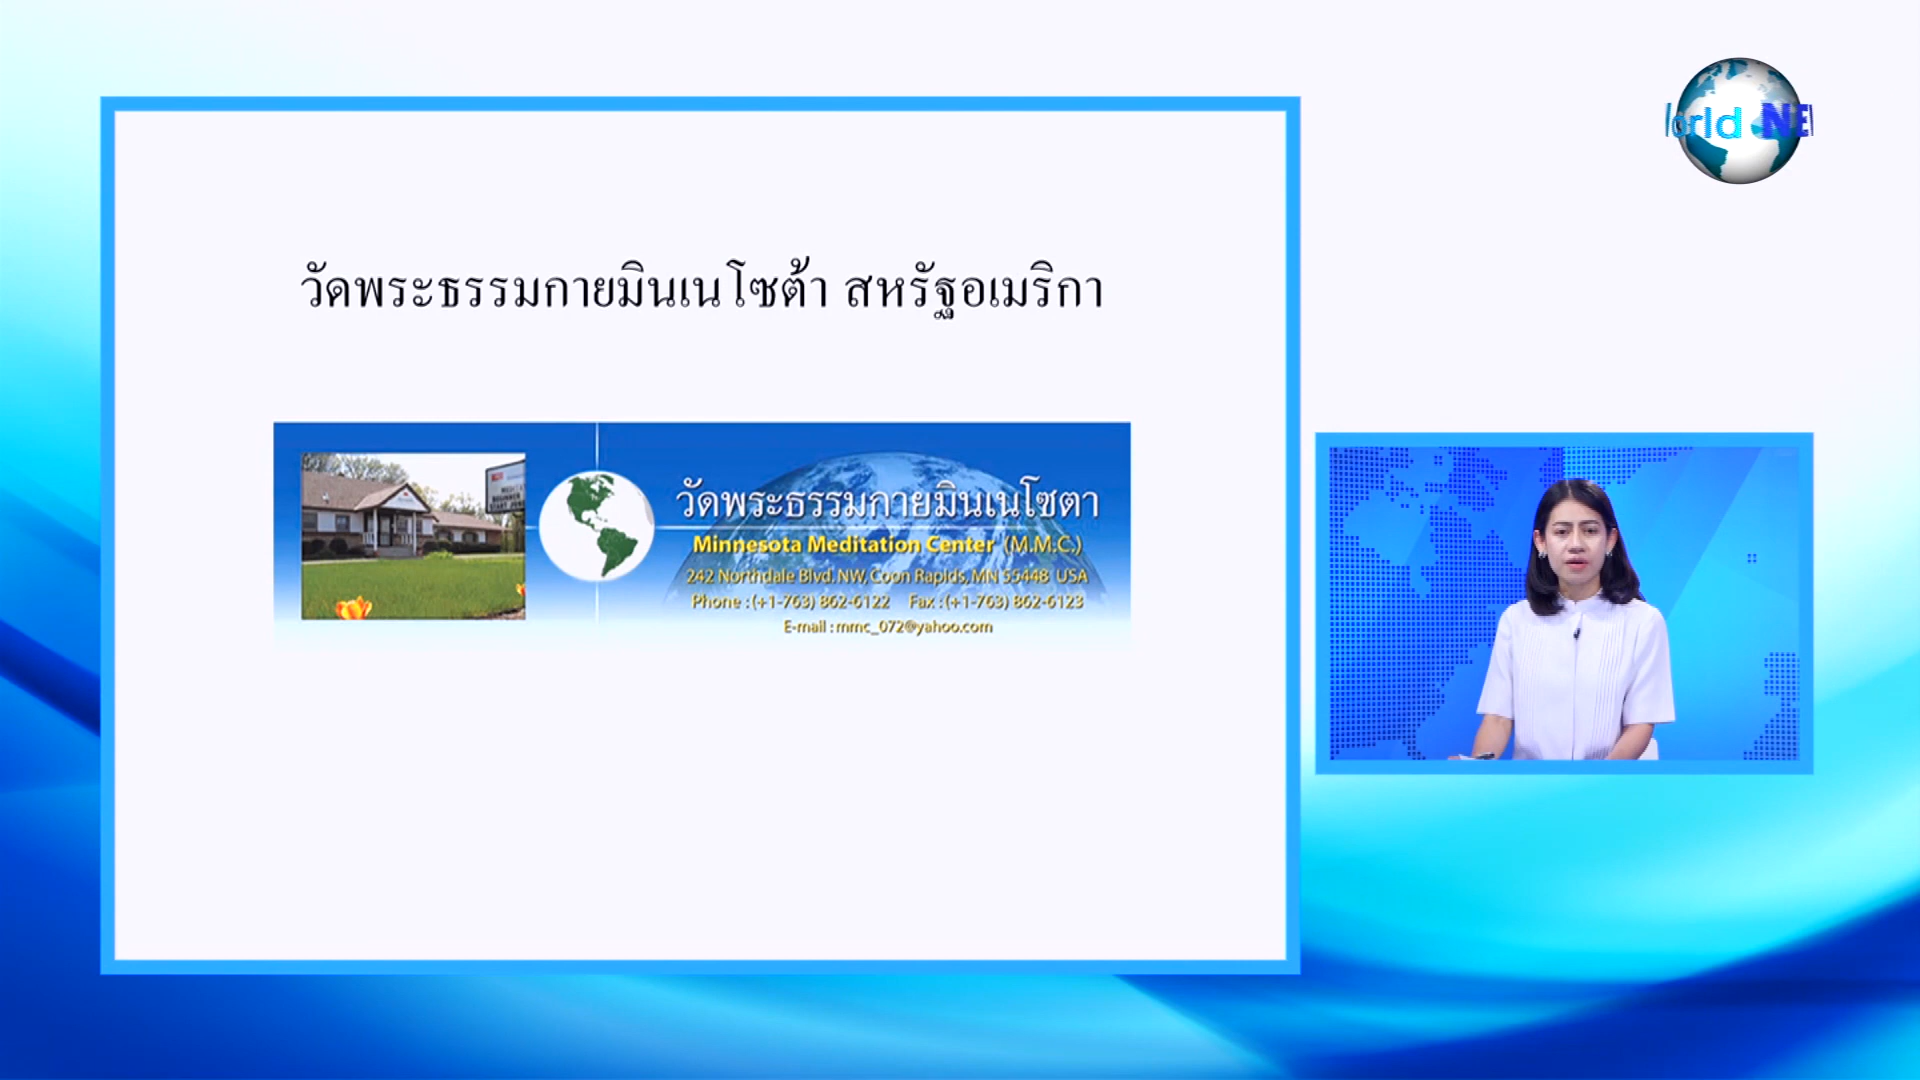 orld NE
วัดพระธรรมกายมินเนโซต้า สหรัฐอเมริกา
วัดพระธรรมกายมินเนโซตา
Minnesota Meditation Center (M.M.C.)
242 Northdale Blvd. NW, Coon Rapids, MN 55448 USA
Phone : (+1-763) 862-6122 Fax : (+1-763) 862-6123
E-mail : mmc_072@yahoo.com